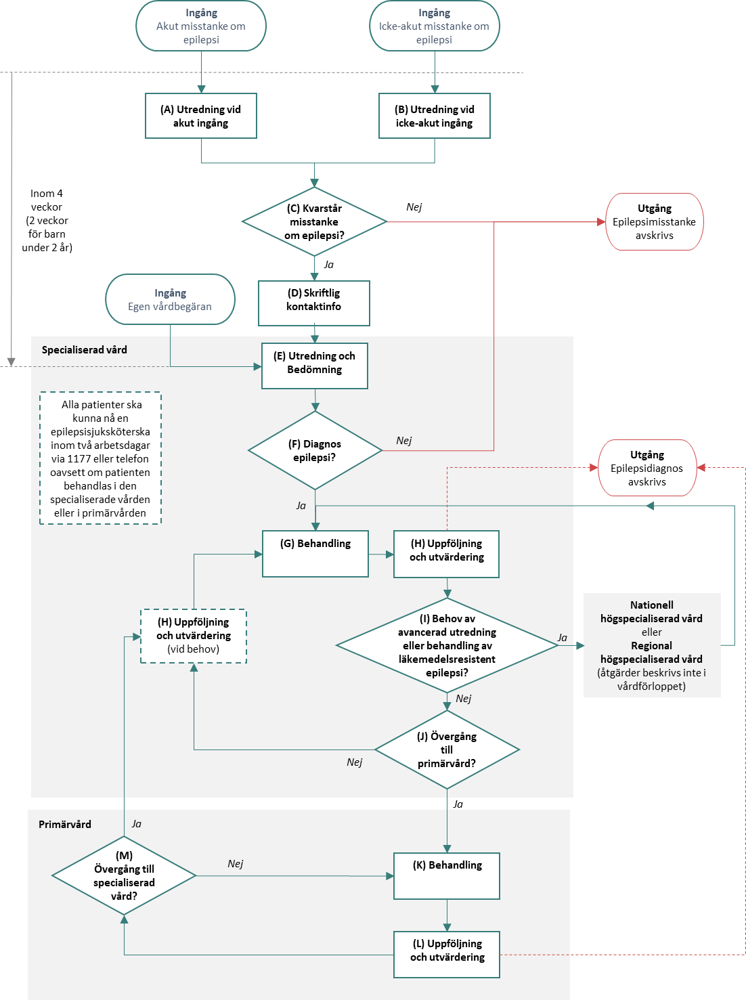 Ingång
Akut misstanke om
epilepsi
Ingång
Icke-akut misstanke om
epilepsi
(A) Utredning vid
akut ingång
(B) Utredning vid
icke-akut ingång
Inom 4
veckor
(2 veckor
för barn
under 2 år)
(C) Kvarstår
misstanke
om epilepsi?
Nej
Utgång
Epilepsimisstanke
avskrivs
Ja
Ingång
Egen vårdbegäran
(D) Skriftlig
kontaktinfo
Specialiserad vård
(E) Utredning och
Bedömning
Alla patienter ska
kunna nå en
epilepsisjuksköterska
inom två arbetsdagar
via 1177 eller telefon
oavsett om patienten
behandlas i den
specialiserade vården
eller i primärvården
(F) Diagnos
epilepsi?
Nej
Utgång
Epilepsidiagnos
avskrivs
Ja
(G) Behandling
(H) Uppföljning
och utvärdering
(H) Uppföljning
och utvärdering
(vid behov)
(I) Behov av
avancerad utredning
eller behandling av
läkemedelsresistent
epilepsi?
Ja
Nationell
högspecialiserad vård
eller
Regional
högspecialiserad vård
(åtgärder beskrivs inte i
vårdförloppet)
Nej
(J) Övergång
till
primärvård?
Nej
Ja
Primärvård
Ja
(M)
Övergång till
specialiserad
vård?
Nej
(K) Behandling
(L) Uppföljning
och utvärdering